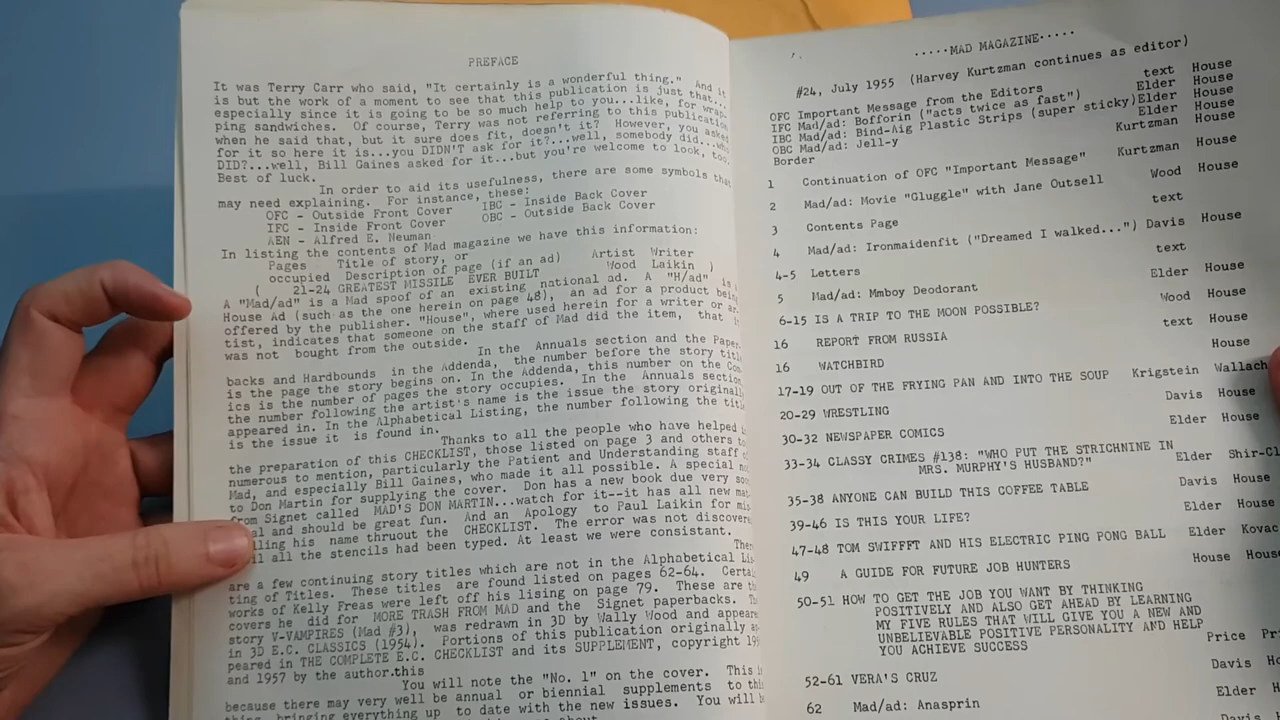 PREFACE
It was Terry Carr who said, "It certainly is a wonderful thing." And it
is but the work of a moment to see that this publication is just that...
especially since it is going to be so much help to you...like, for wrap-
ping sandwiches. Of course, Terry was not referring to this publication
when he said that, but it sure does fit, doesn't it? However, you asked
for it so here it is...you DIDN'T ask for it?...well, somebody did...who
DID?...well, Bill Gaines asked for it...but you're welcome to look, too.
Best of luck.
In order to aid its usefulness, there are some symbols that
may need explaining. For instance, these:
OFC - Outside Front Cover IBC - Inside Back Cover
IFC - Inside Front Cover OBC - Outside Back Cover
AEN - Alfred E. Neuman
In listing the contents of Mad magazine we have this information:
Pages Title of story, or Artist Writer
occupied Description of page (if an ad)
( 21-24 GREATEST MISSILE EVER BUILT Wood Laikin )
A "Mad/ad" is a Mad spoof of an existing national ad. A "H/ad" is
House Ad (such as the one herein on page 48), an ad for a product being
offered by the publisher. "House", where used herein for a writer or ar-
tist, indicates that someone on the staff of Mad did the item, that it
was not bought from the outside.
In the Annuals section and the Paper-
backs and Hardbounds in the Addenda, the number before the story title
is the page the story begins on. In the Addenda, this number on the Com-
ics is the number of pages the story occupies. In the Annuals section
the number following the artist's name is the issue the story originally
appeared in. In the Alphabetical Listing, the number following the title
is the issue it is found in.
Thanks to all the people who have helped in
the preparation of this CHECKLIST, those listed on page 3 and others to
numerous to mention, particularly the Patient and Understanding staff of
Mad, and especially Bill Gaines, who made it all possible. A special
to Don Martin for supplying the cover. Don has a new book due very soon
from Signet called MAD'S DON MARTIN...watch for it--it has all new
and should be great fun. And an Apology to Paul Laikin for
his name thruout the CHECKLIST. The error was not discovered
all the stencils had been typed. At least we were consistent.
There
are a few continuing story titles which are not in the Alphabetical Lis-
ting of Titles. These titles are found listed on pages 62-64. Certain
works of Kelly Freas were left off his lising on page 79. These are the
covers he did for MORE TRASH FROM MAD and the Signet paperbacks. The
story V-VAMPIRES (Mad #3), was redrawn in 3D by Wally Wood and appeared
in 3D E.C. CLASSICS (1954). Portions of this publication originally ap-
peared in THE COMPLETE E.C. CHECKLIST and its SUPPLEMENT, copyright
and 1957 by the author.this
You will note the "No. 1" on the cover. This is
because there may very well be annual or biennial supplements to this
thing, bringing everything up to date with the new issues. You will
·····MAD MAGAZINE·····
#24, July 1955 (Harvey Kurtzman continues as editor)
OFC Important Message from the Editors text House
IFC Mad/ad: Bofforin ("acts twice as fast") Elder House
IBC Mad/ad: Bind-Aig Plastic Strips (super sticky) Elder House
OBC Mad/ad: Jell-y Elder House
Border Kurtzman House
1 Continuation of OFC "Important Message" Kurtzman House
2 Mad/ad: Movie "Gluggle" with Jane Outsell Wood House
3 Contents Page text
4 Mad/ad: Ironmaidenfit ("Dreamed I walked...") Davis House
4-5 Letters text
5 Mad/ad: Mmboy Deodorant Elder House
6-15 IS A TRIP TO THE MOON POSSIBLE? Wood House
16 REPORT FROM RUSSIA text House
16 WATCHBIRD House
17-19 OUT OF THE FRYING PAN AND INTO THE SOUP Krigstein Wallach
20-29 WRESTLING Davis House
30-32 NEWSPAPER COMICS Elder House
33-34 CLASSY CRIMES #138: "WHO PUT THE STRICHNINE IN
MRS. MURPHY'S HUSBAND?" Elder Shir-Cl
35-38 ANYONE CAN BUILD THIS COFFEE TABLE Davis House
39-46 IS THIS YOUR LIFE? Elder House
47-48 TOM SWIFFFT AND HIS ELECTRIC PING PONG BALL Elder Kovac
49 A GUIDE FOR FUTURE JOB HUNTERS House House
50-51 HOW TO GET THE JOB YOU WANT BY THINKING
POSITIVELY AND ALSO GET AHEAD BY LEARNING
MY FIVE RULES THAT WILL GIVE YOU A NEW AND
UNBELIEVABLE POSITIVE PERSONALITY AND HELP
YOU ACHIEVE SUCCESS Price
52-61 VERA'S CRUZ Davis
62 Mad/ad: Anasprin Elder
Davis